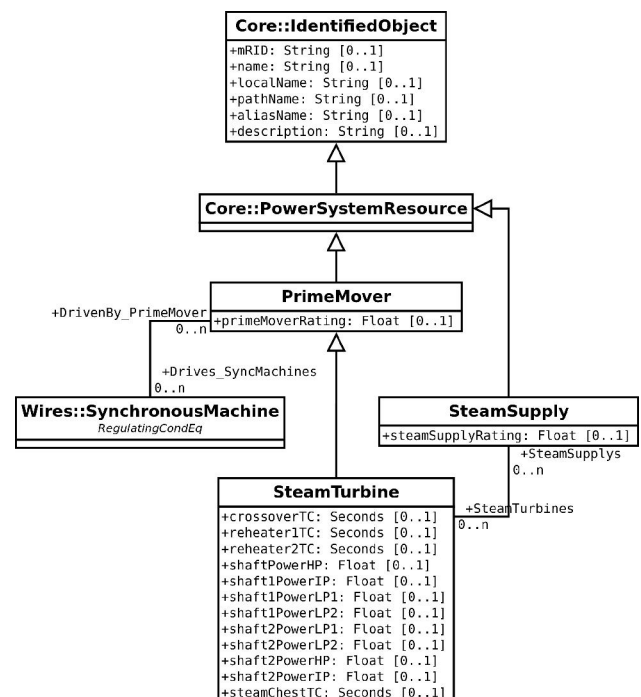 Core::IdentifiedObject
+mRID: String [0..1]
+name: String [0..1]
+localName: String [0..1]
+pathName: String [0..1]
+aliasName: String [0..1]
+description: String [0..1]
Core::PowerSystemResource
PrimeMover
+primeMoverRating: Float [0..1]
+DrivenBy_PrimeMover
0..n
+Drives_SyncMachines
0..n
Wires::SynchronousMachine
RegulatingCondEq
SteamSupply
+steamSupplyRating: Float [0..1]
+SteamSupplys
0..n
+SteamTurbines
0..n
SteamTurbine
+crossoverTC: Seconds [0..1]
+reheater1TC: Seconds [0..1]
+reheater2TC: Seconds [0..1]
+shaftPowerHP: Float [0..1]
+shaft1PowerIP: Float [0..1]
+shaft1PowerLP1: Float [0..1]
+shaft1PowerLP2: Float [0..1]
+shaft2PowerLP1: Float [0..1]
+shaft2PowerLP2: Float [0..1]
+shaft2PowerHP: Float [0..1]
+shaft2PowerIP: Float [0..1]
+steamChestTC: Seconds [0..1]